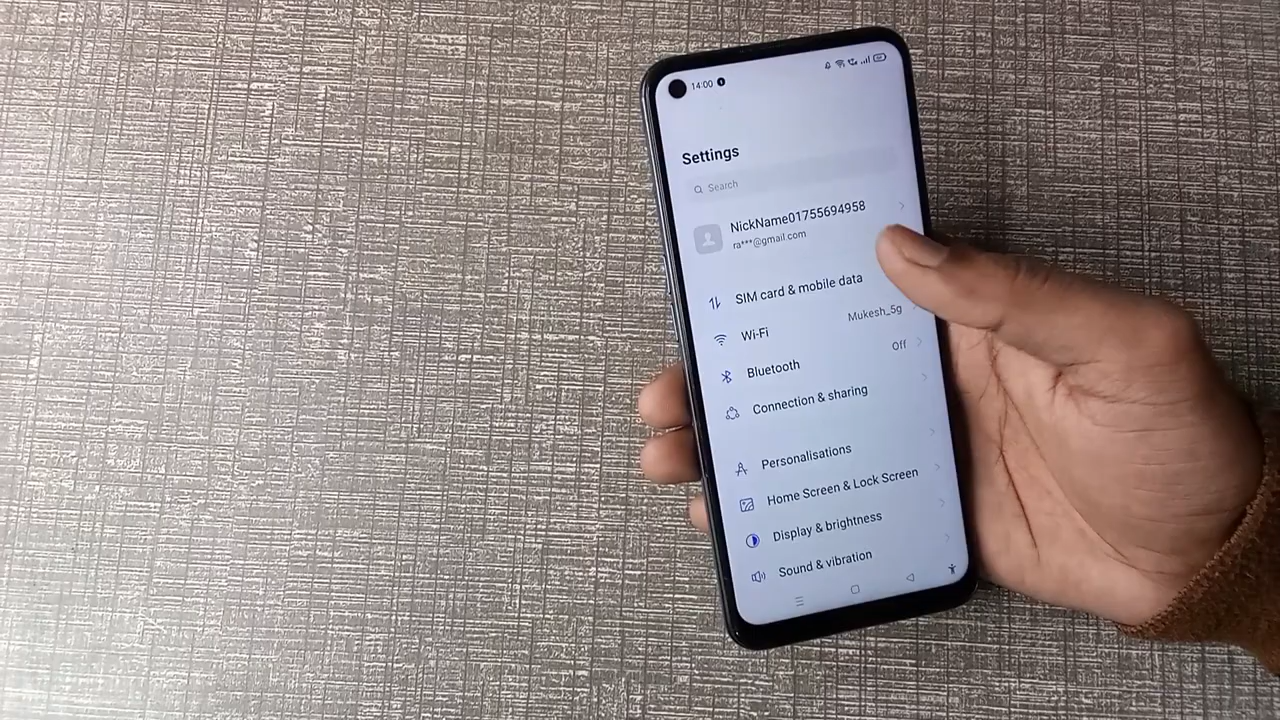 14:00
Settings
Search
NickName01755694958
ra***@gmail.com
SIM card & mobile data
Wi-Fi Mukesh_5g
Bluetooth Off
Connection & sharing
Personalisations
Home Screen & Lock Screen
Display & brightness
Sound & vibration